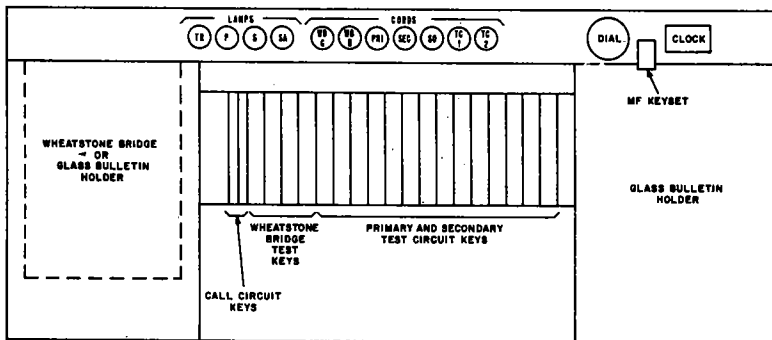 LAMPS
CORDS
TR P S SA
WB C
WB B
PRI SEC SO
TC 1
TC 2
DIAL
CLOCK
MF KEYSET
WHEATSTONE BRIDGE
OR
GLASS BULLETIN
HOLDER
GLASS BULLETIN
HOLDER
WHEATSTONE
BRIDGE
TEST
KEYS
PRIMARY AND SECONDARY
TEST CIRCUIT KEYS
CALL CIRCUIT
KEYS